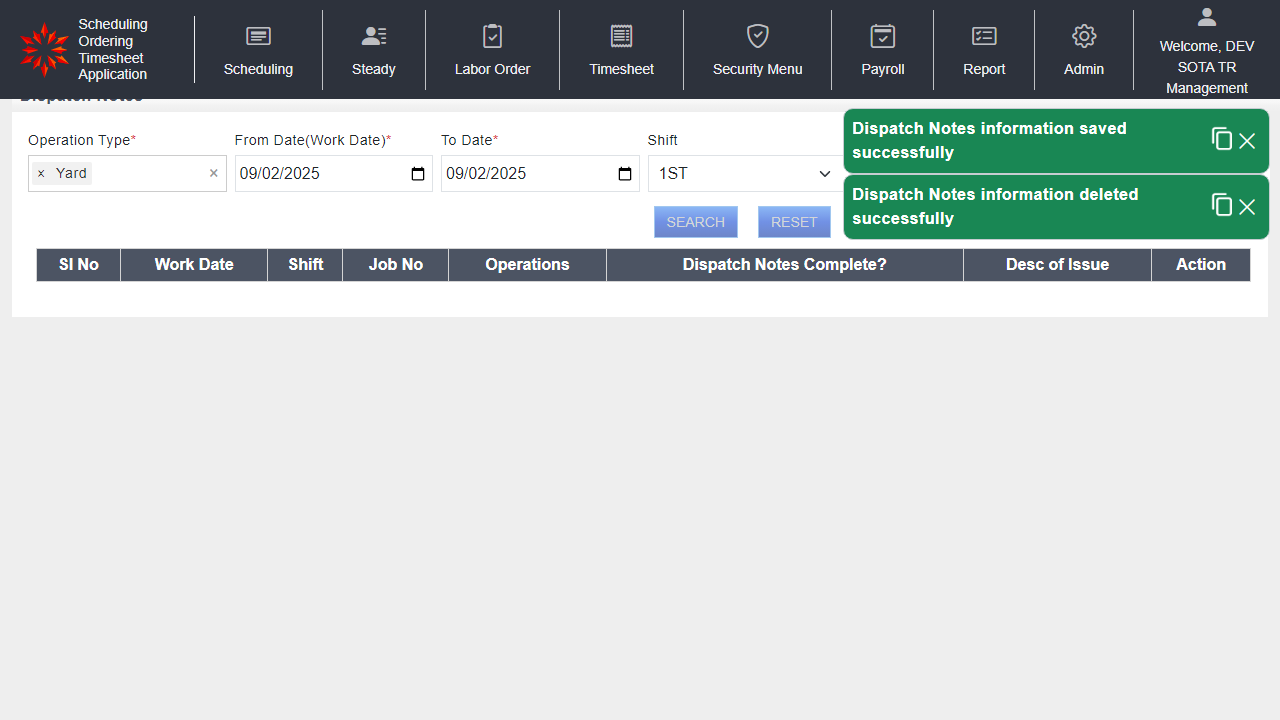 Scheduling
Ordering
Timesheet
Application
Scheduling
Steady
Labor Order
Timesheet
Security Menu
Payroll
Report
Admin
Welcome, DEV
SOTA TR
Management
Dispatch Notes
Operation Type*
From Date(Work Date)*
To Date*
Shift
× Yard ×
09/02/2025
09/02/2025
1ST
Dispatch Notes information saved
successfully
Dispatch Notes information deleted
successfully
SEARCH
RESET
Sl No Work Date Shift Job No Operations Dispatch Notes Complete? Desc of Issue Action